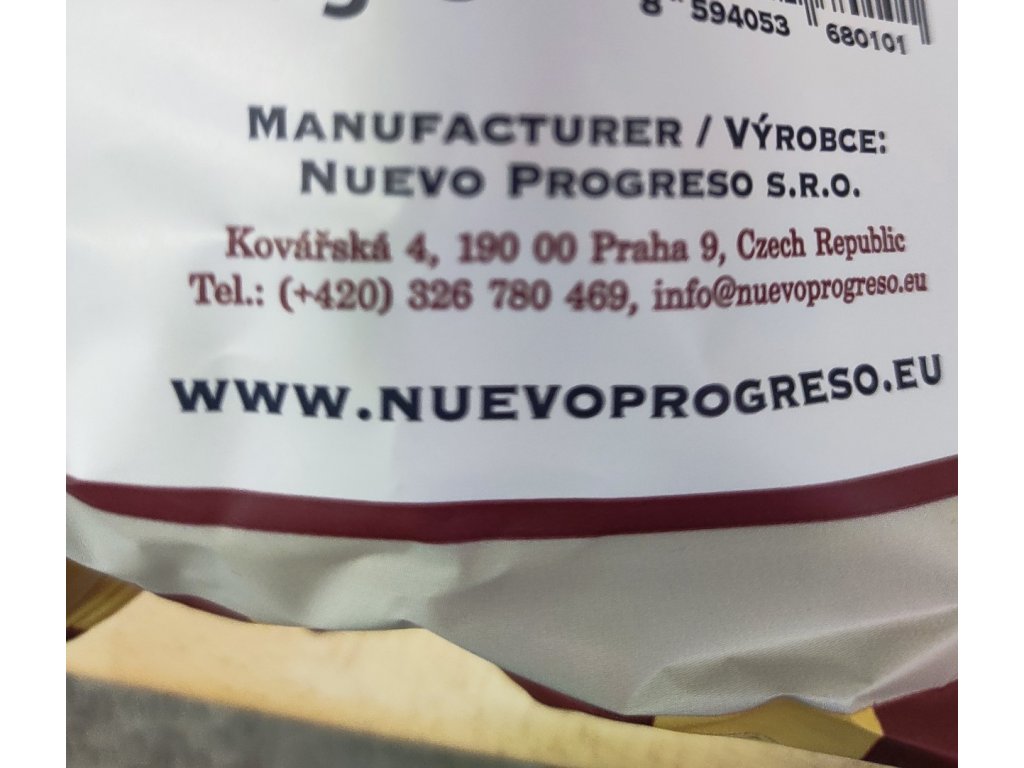 8 594053 680101
MANUFACTURER / VÝROBCE:
NUEVO PROGRESO S.R.O.
Kovářská 4, 190 00 Praha 9, Czech Republic
Tel.: (+420) 326 780 469, info@nuevoprogreso.eu
WWW.NUEVOPROGRESO.EU